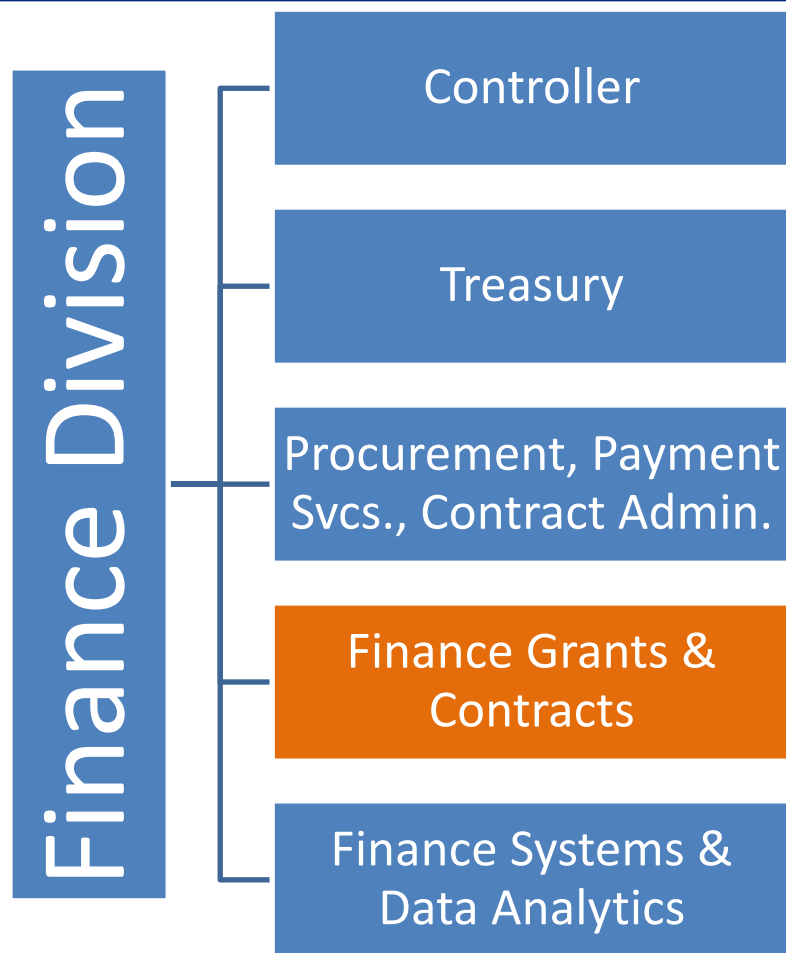 Finance Division
Controller
Treasury
Procurement, Payment
Svcs., Contract Admin.
Finance Grants &
Contracts
Finance Systems &
Data Analytics